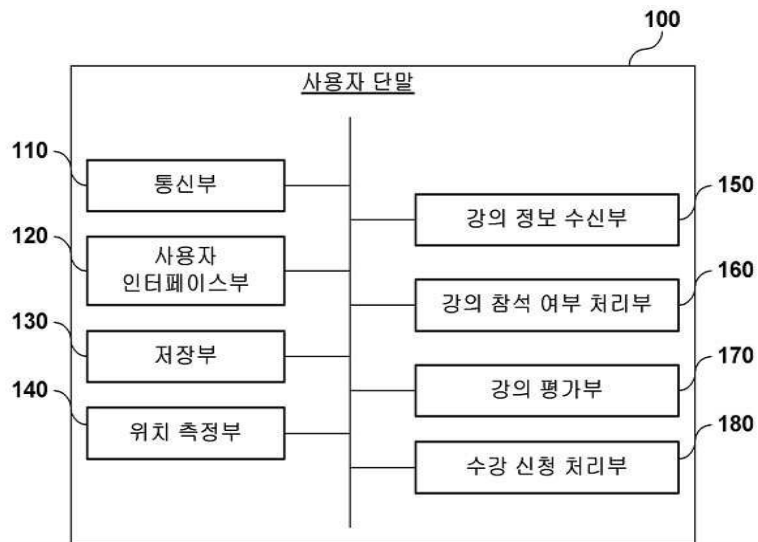 100
사용자 단말
110
통신부
120
사용자
인터페이스부
130
저장부
140
위치 측정부
150
강의 정보 수신부
160
강의 참석 여부 처리부
170
강의 평가부
180
수강 신청 처리부